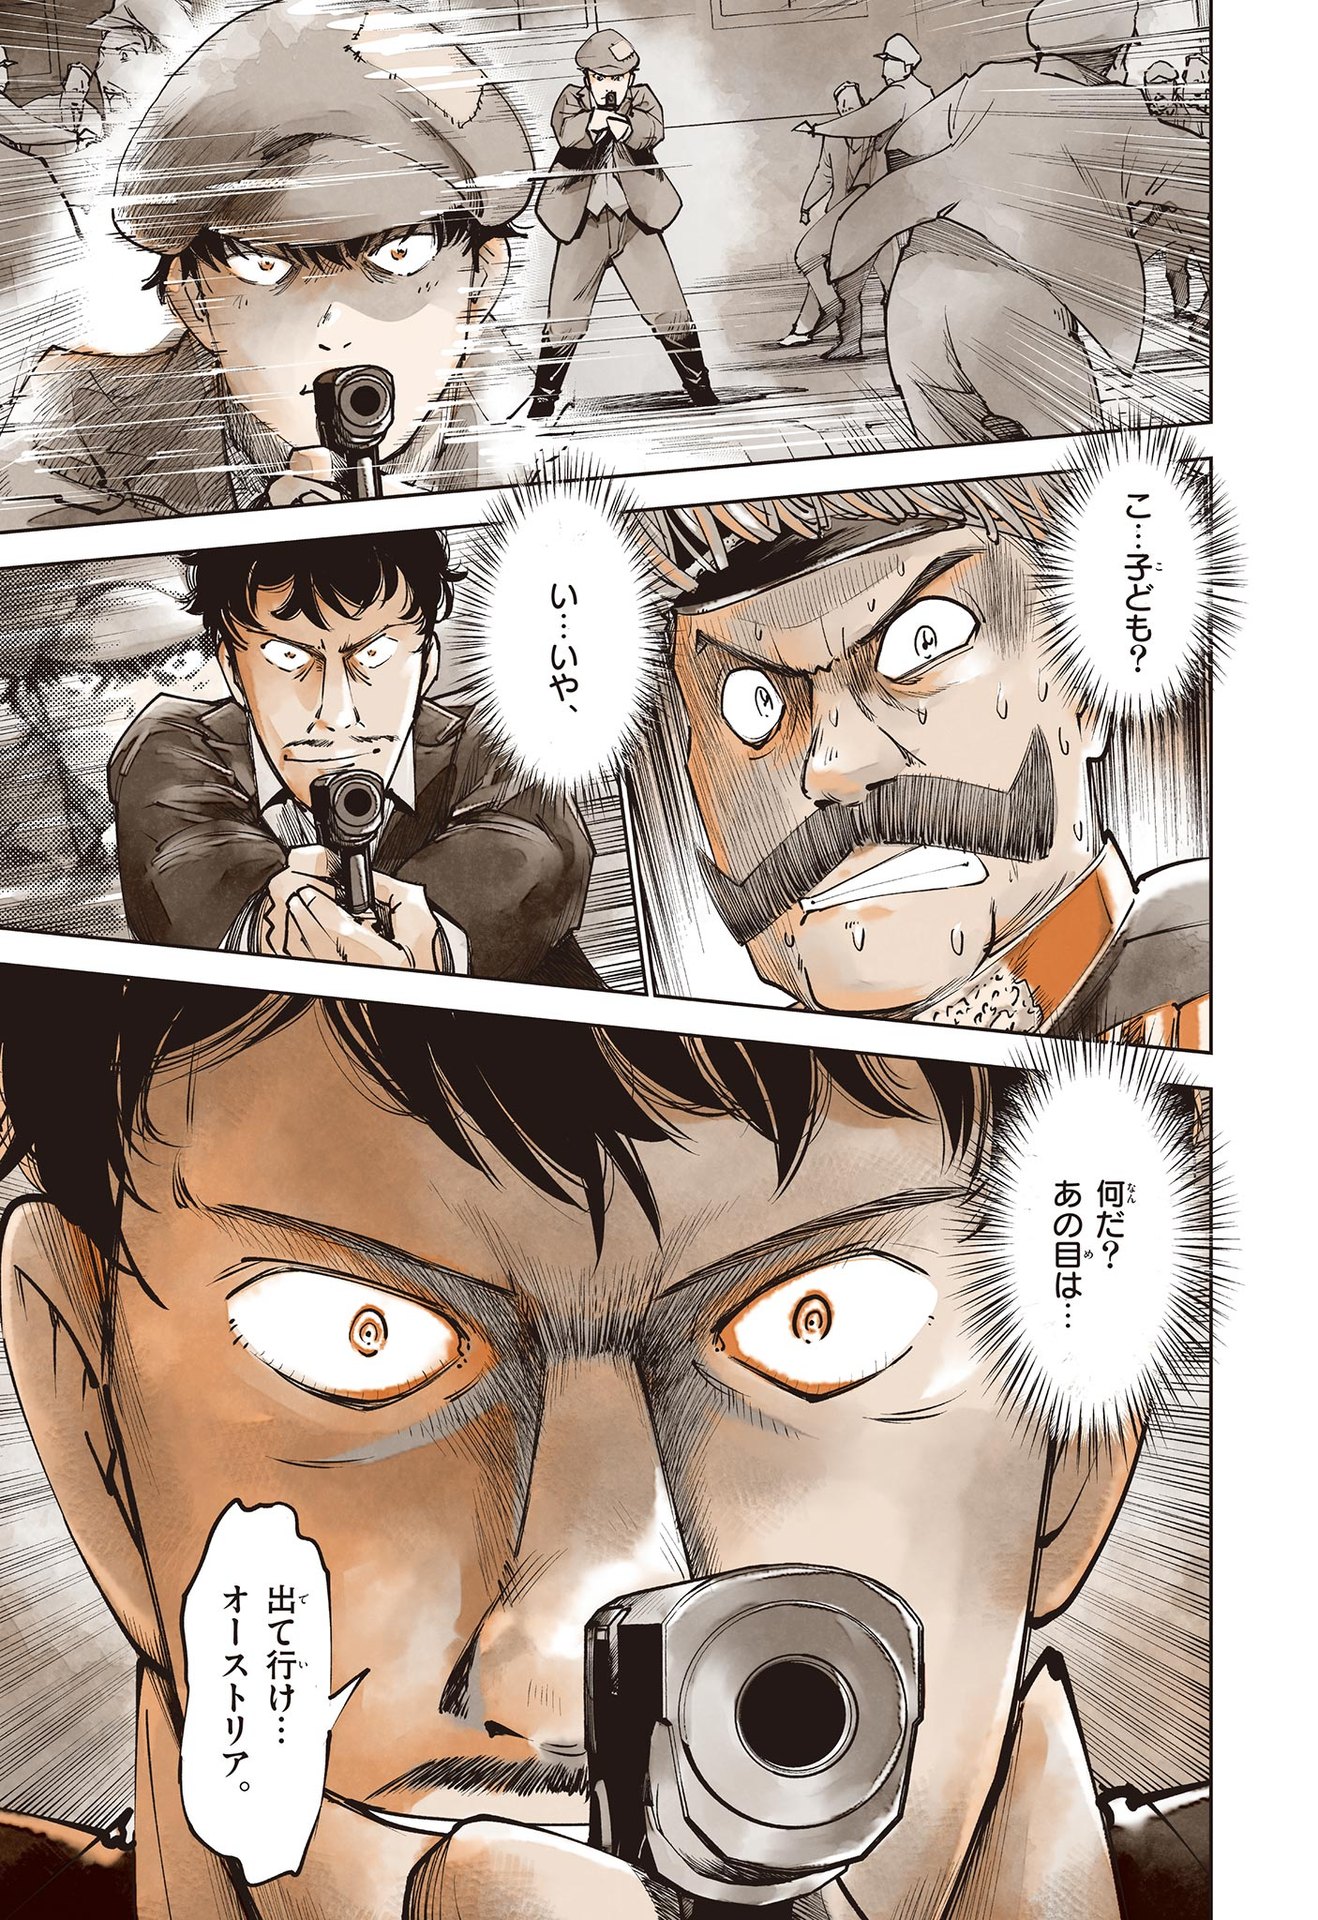 こ…子ども?
い…いや、
何だ?
あの目は…
出て行け…
オーストリア。